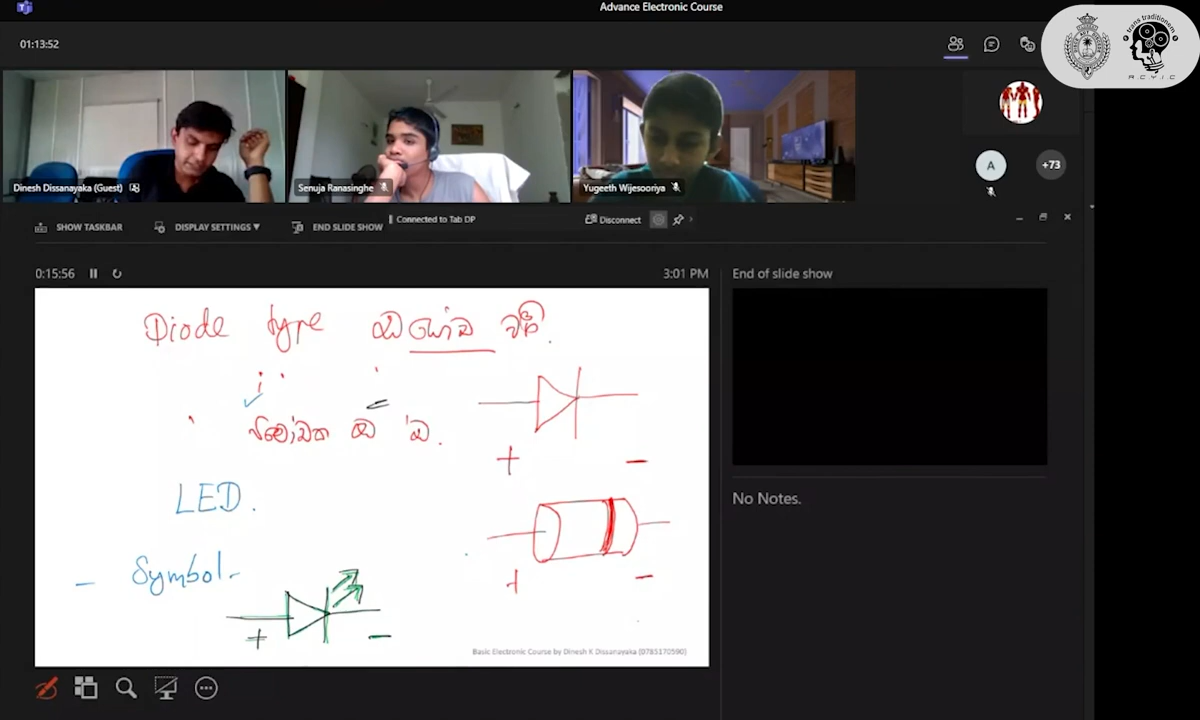 Advance Electronic Course
01:13:52
R.C.Y.I.C
Dinesh Dissanayaka (Guest)
Senuja Ranasinghe
Yugeeth Wijesooriya
A
+73
SHOW TASKBAR
DISPLAY SETTINGS ▼
END SLIDE SHOW
Connected to Tab DP
Disconnect
0:15:56
3:01 PM
End of slide show
Diode type
+ −
LED.
No Notes.
+ −
− Symbol -
+ −
Basic Electronic Course by Dinesh K Dissanayaka (0785170590)